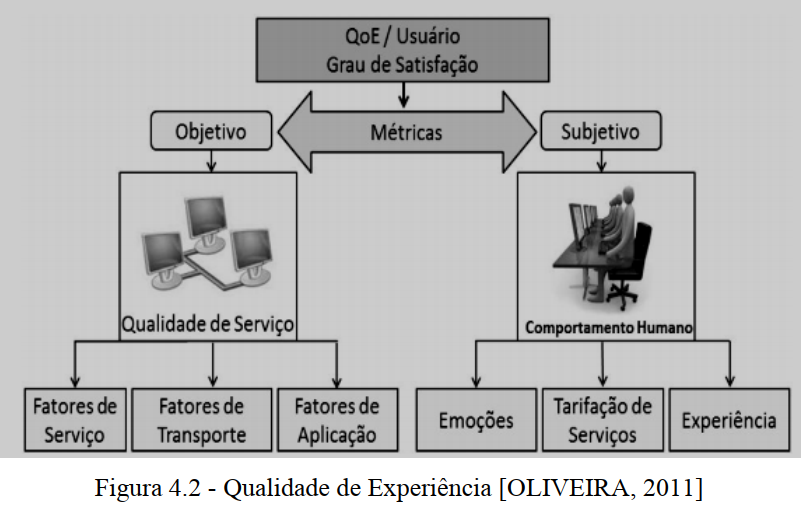 QoE / Usuário
Grau de Satisfação
Objetivo
Métricas
Subjetivo
Qualidade de Serviço
Comportamento Humano
Fatores de
Serviço
Fatores de
Transporte
Fatores de
Aplicação
Emoções
Tarifação de
Serviços
Experiência
Figura 4.2 - Qualidade de Experiência [OLIVEIRA, 2011]